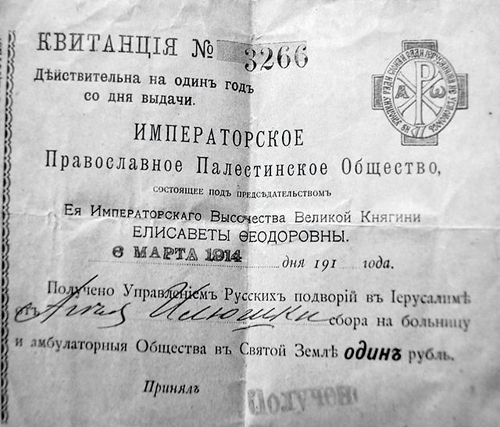 КВИТАНЦІЯ № 3266
Дѣйствительна на одинъ годъ
со дня выдачи.
ИМПЕРАТОРСКОЕ
Православное Палестинское Общество,
состоящее подъ предсѣдательствомъ
Ея Императорскаго Высочества Великой Княгини
ЕЛИСАВЕТЫ ѲЕОДОРОВНЫ.
6 МАРТА 1914 дня 191 года.
Получено Управленіемъ Русскихъ подворій въ Іерусалимѣ
сбора на больницу
и амбулаторныя Общества въ Святой Землѣ одинъ рубль.
Принялъ